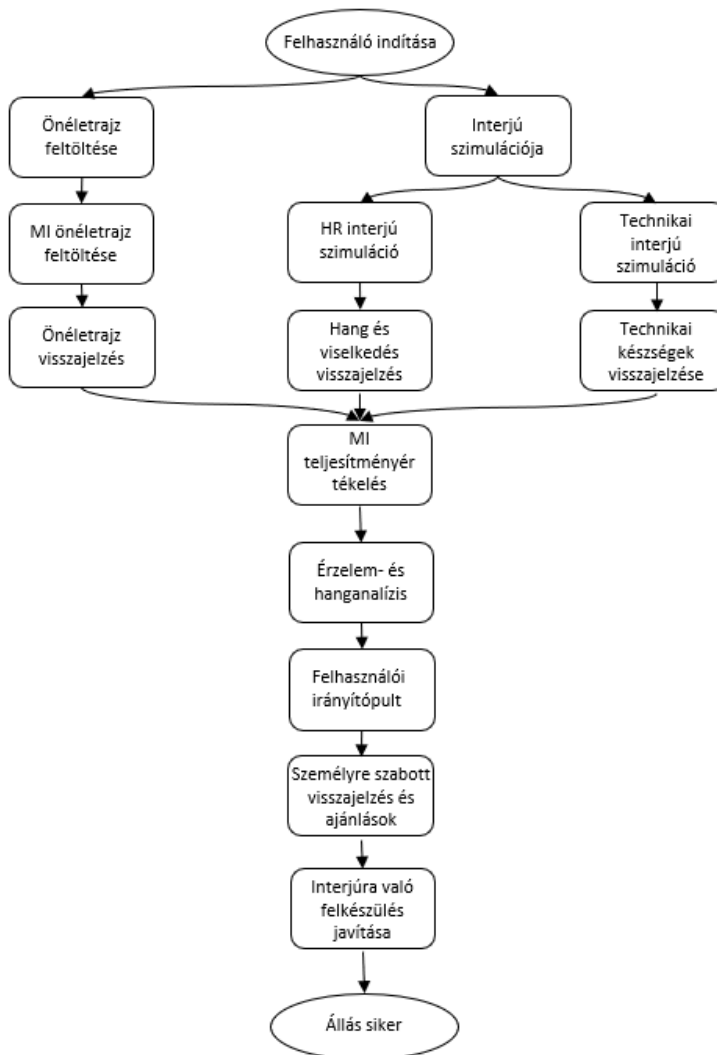 Felhasználó indítása
Önéletrajz
feltöltése
Interjú
szimulációja
MI önéletrajz
feltöltése
HR interjú
szimuláció
Technikai
interjú
szimuláció
Önéletrajz
visszajelzés
Hang és
viselkedés
visszajelzés
Technikai
készségek
visszajelzése
MI
teljesítményér
tékelés
Érzelem- és
hanganalízis
Felhasználói
irányítópult
Személyre szabott
visszajelzés és
ajánlások
Interjúra való
felkészülés
javítása
Állás siker